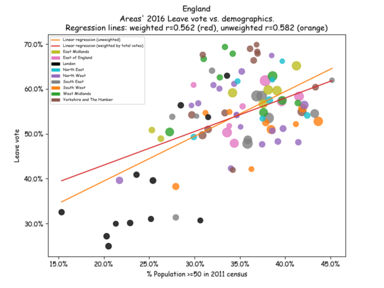 England
Areas' 2016 Leave vote vs. demographics.
Regression lines: weighted r=0.562 (red), unweighted r=0.582 (orange)
Linear regression (unweighted)
Linear regression (weighted by total votes)
East Midlands
East of England
London
North East
North West
South East
South West
West Midlands
Yorkshire and The Humber
70.0%
60.0%
50.0%
40.0%
30.0%
Leave vote
15.0% 20.0% 25.0% 30.0% 35.0% 40.0% 45.0%
% Population >=50 in 2011 census